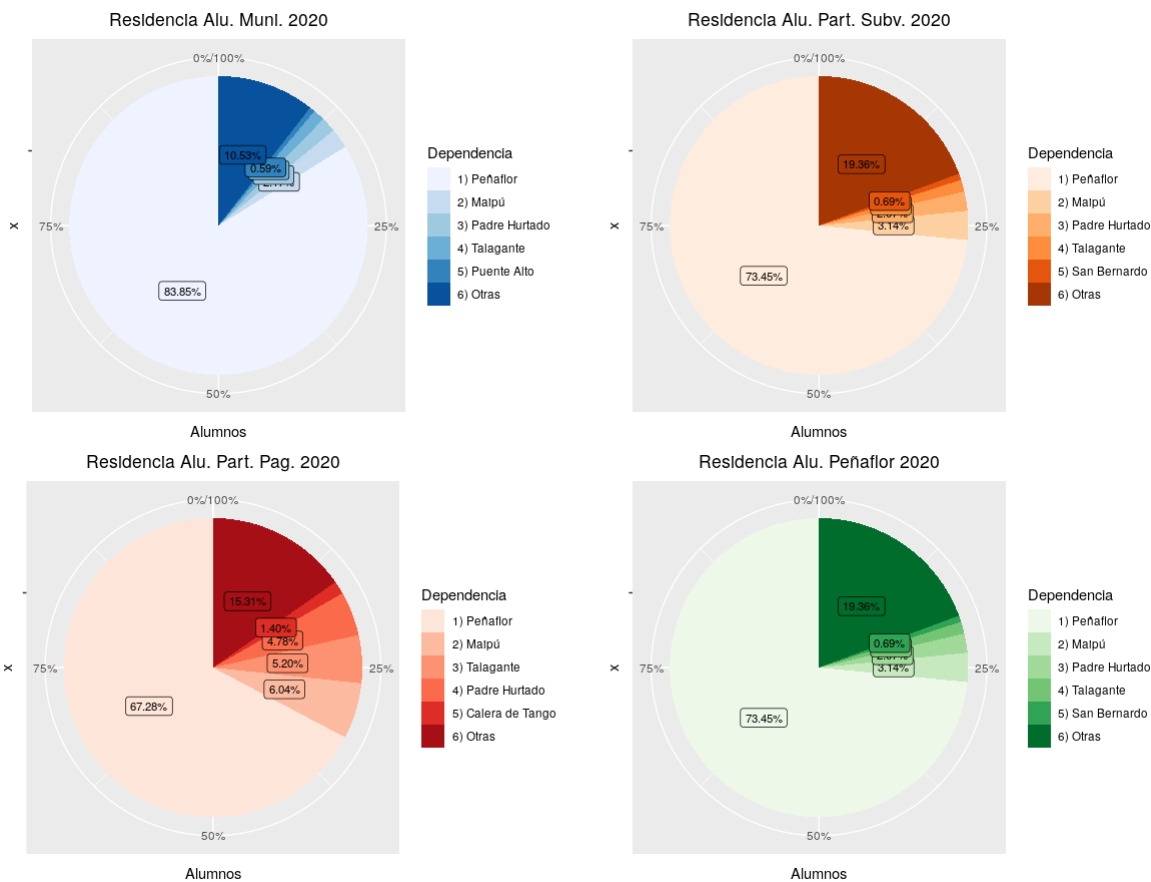 Residencia Alu. Muni. 2020
0%/100%
10.53%
0.59%
83.85%
75%
25%
50%
x
Alumnos
Dependencia
1) Peñaflor
2) Maipú
3) Padre Hurtado
4) Talagante
5) Puente Alto
6) Otras
Residencia Alu. Part. Subv. 2020
0%/100%
19.36%
0.69%
3.14%
73.45%
75%
25%
50%
x
Alumnos
Dependencia
1) Peñaflor
2) Maipú
3) Padre Hurtado
4) Talagante
5) San Bernardo
6) Otras
Residencia Alu. Part. Pag. 2020
0%/100%
15.31%
1.40%
4.78%
5.20%
6.04%
67.28%
75%
25%
50%
x
Alumnos
Dependencia
1) Peñaflor
2) Maipú
3) Talagante
4) Padre Hurtado
5) Calera de Tango
6) Otras
Residencia Alu. Peñaflor 2020
0%/100%
19.36%
0.69%
3.14%
73.45%
75%
25%
50%
x
Alumnos
Dependencia
1) Peñaflor
2) Maipú
3) Padre Hurtado
4) Talagante
5) San Bernardo
6) Otras